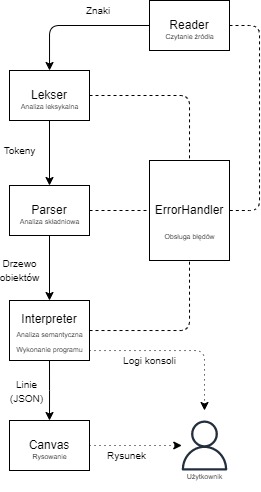 Reader
Czytanie źródła
Znaki
Lekser
Analiza leksykalna
Tokeny
Parser
Analiza składniowa
ErrorHandler
Obsługa błędów
Drzewo
obiektów
Interpreter
Analiza semantyczna
Wykonanie programu
Logi konsoli
Linie
(JSON)
Canvas
Rysowanie
Rysunek
Użytkownik